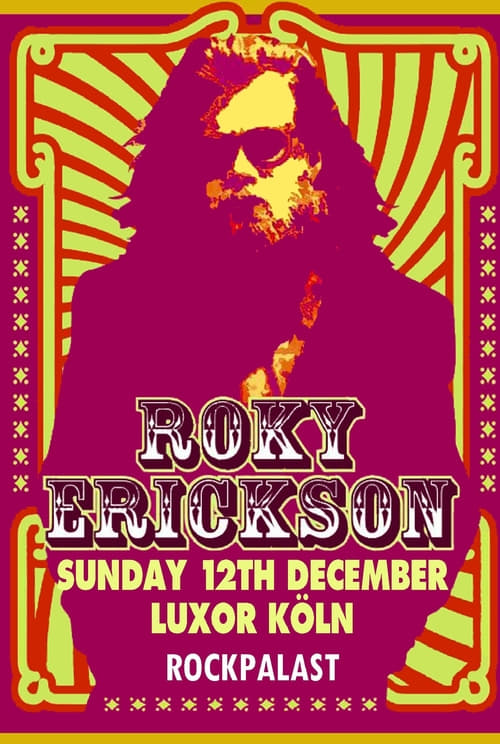 ROKY
ERICKSON
SUNDAY 12TH DECEMBER
LUXOR KÖLN
ROCKPALAST